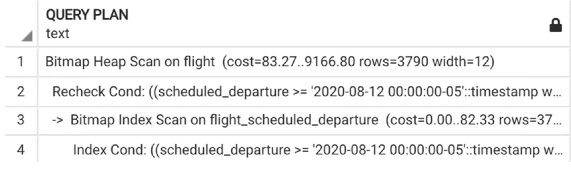 QUERY PLAN
text
1 Bitmap Heap Scan on flight (cost=83.27..9166.80 rows=3790 width=12)
2 Recheck Cond: ((scheduled_departure >= '2020-08-12 00:00:00-05'::timestamp w...
3 -> Bitmap Index Scan on flight_scheduled_departure (cost=0.00..82.33 rows=37...
4 Index Cond: ((scheduled_departure >= '2020-08-12 00:00:00-05'::timestamp w...